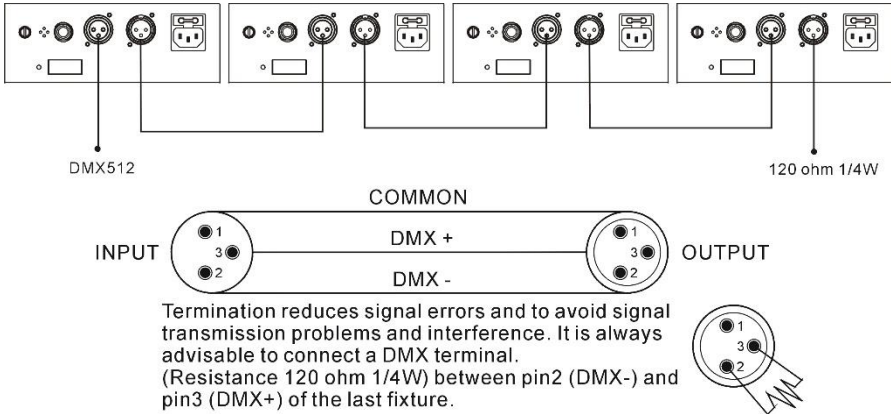 DMX512
120 ohm 1/4W
COMMON
INPUT
1
DMX +
3
DMX -
2
1
3
2
OUTPUT
Termination reduces signal errors and to avoid signal
transmission problems and interference. It is always
advisable to connect a DMX terminal.
(Resistance 120 ohm 1/4W) between pin2 (DMX-) and
pin3 (DMX+) of the last fixture.
1
3
2